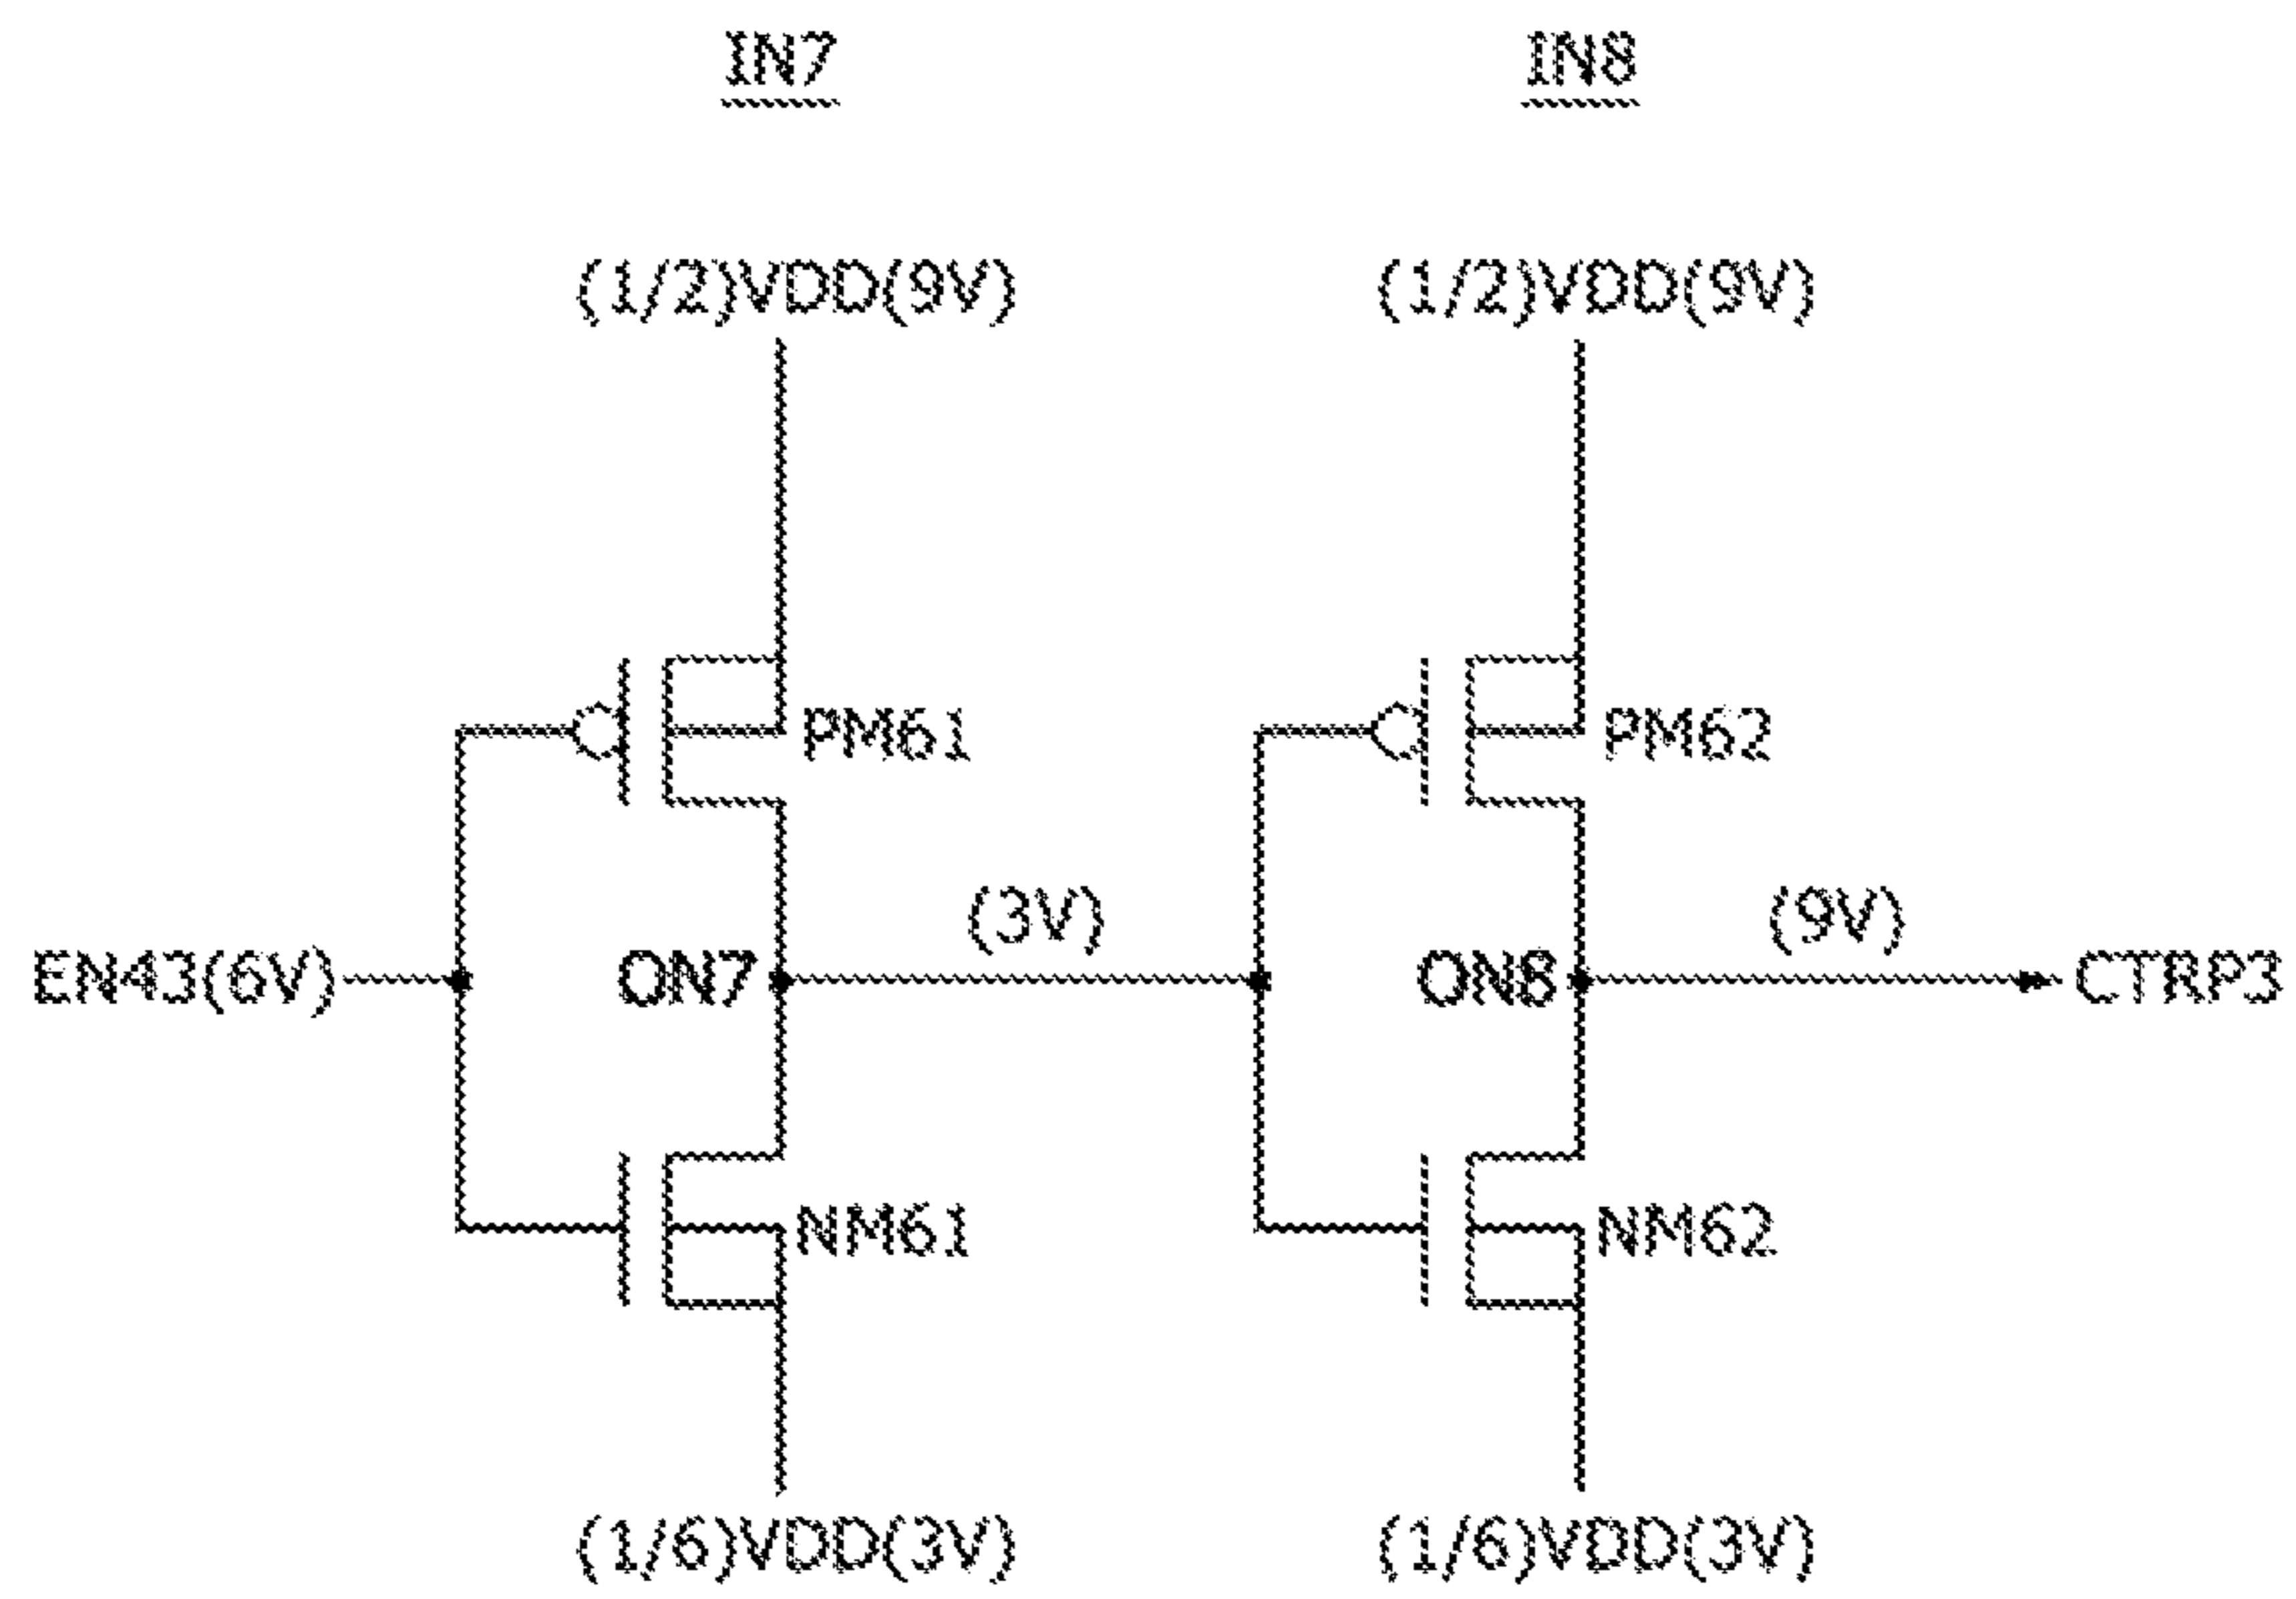 IN7 IN8
(1/2)VDD(9V) (1/2)VDD(9V)
PM61 PM62
(3V) (9V)
EN43(6V) ON7 ON8 CTRP3
NM61 NM62
(1/6)VDD(3V) (1/6)VDD(3V)